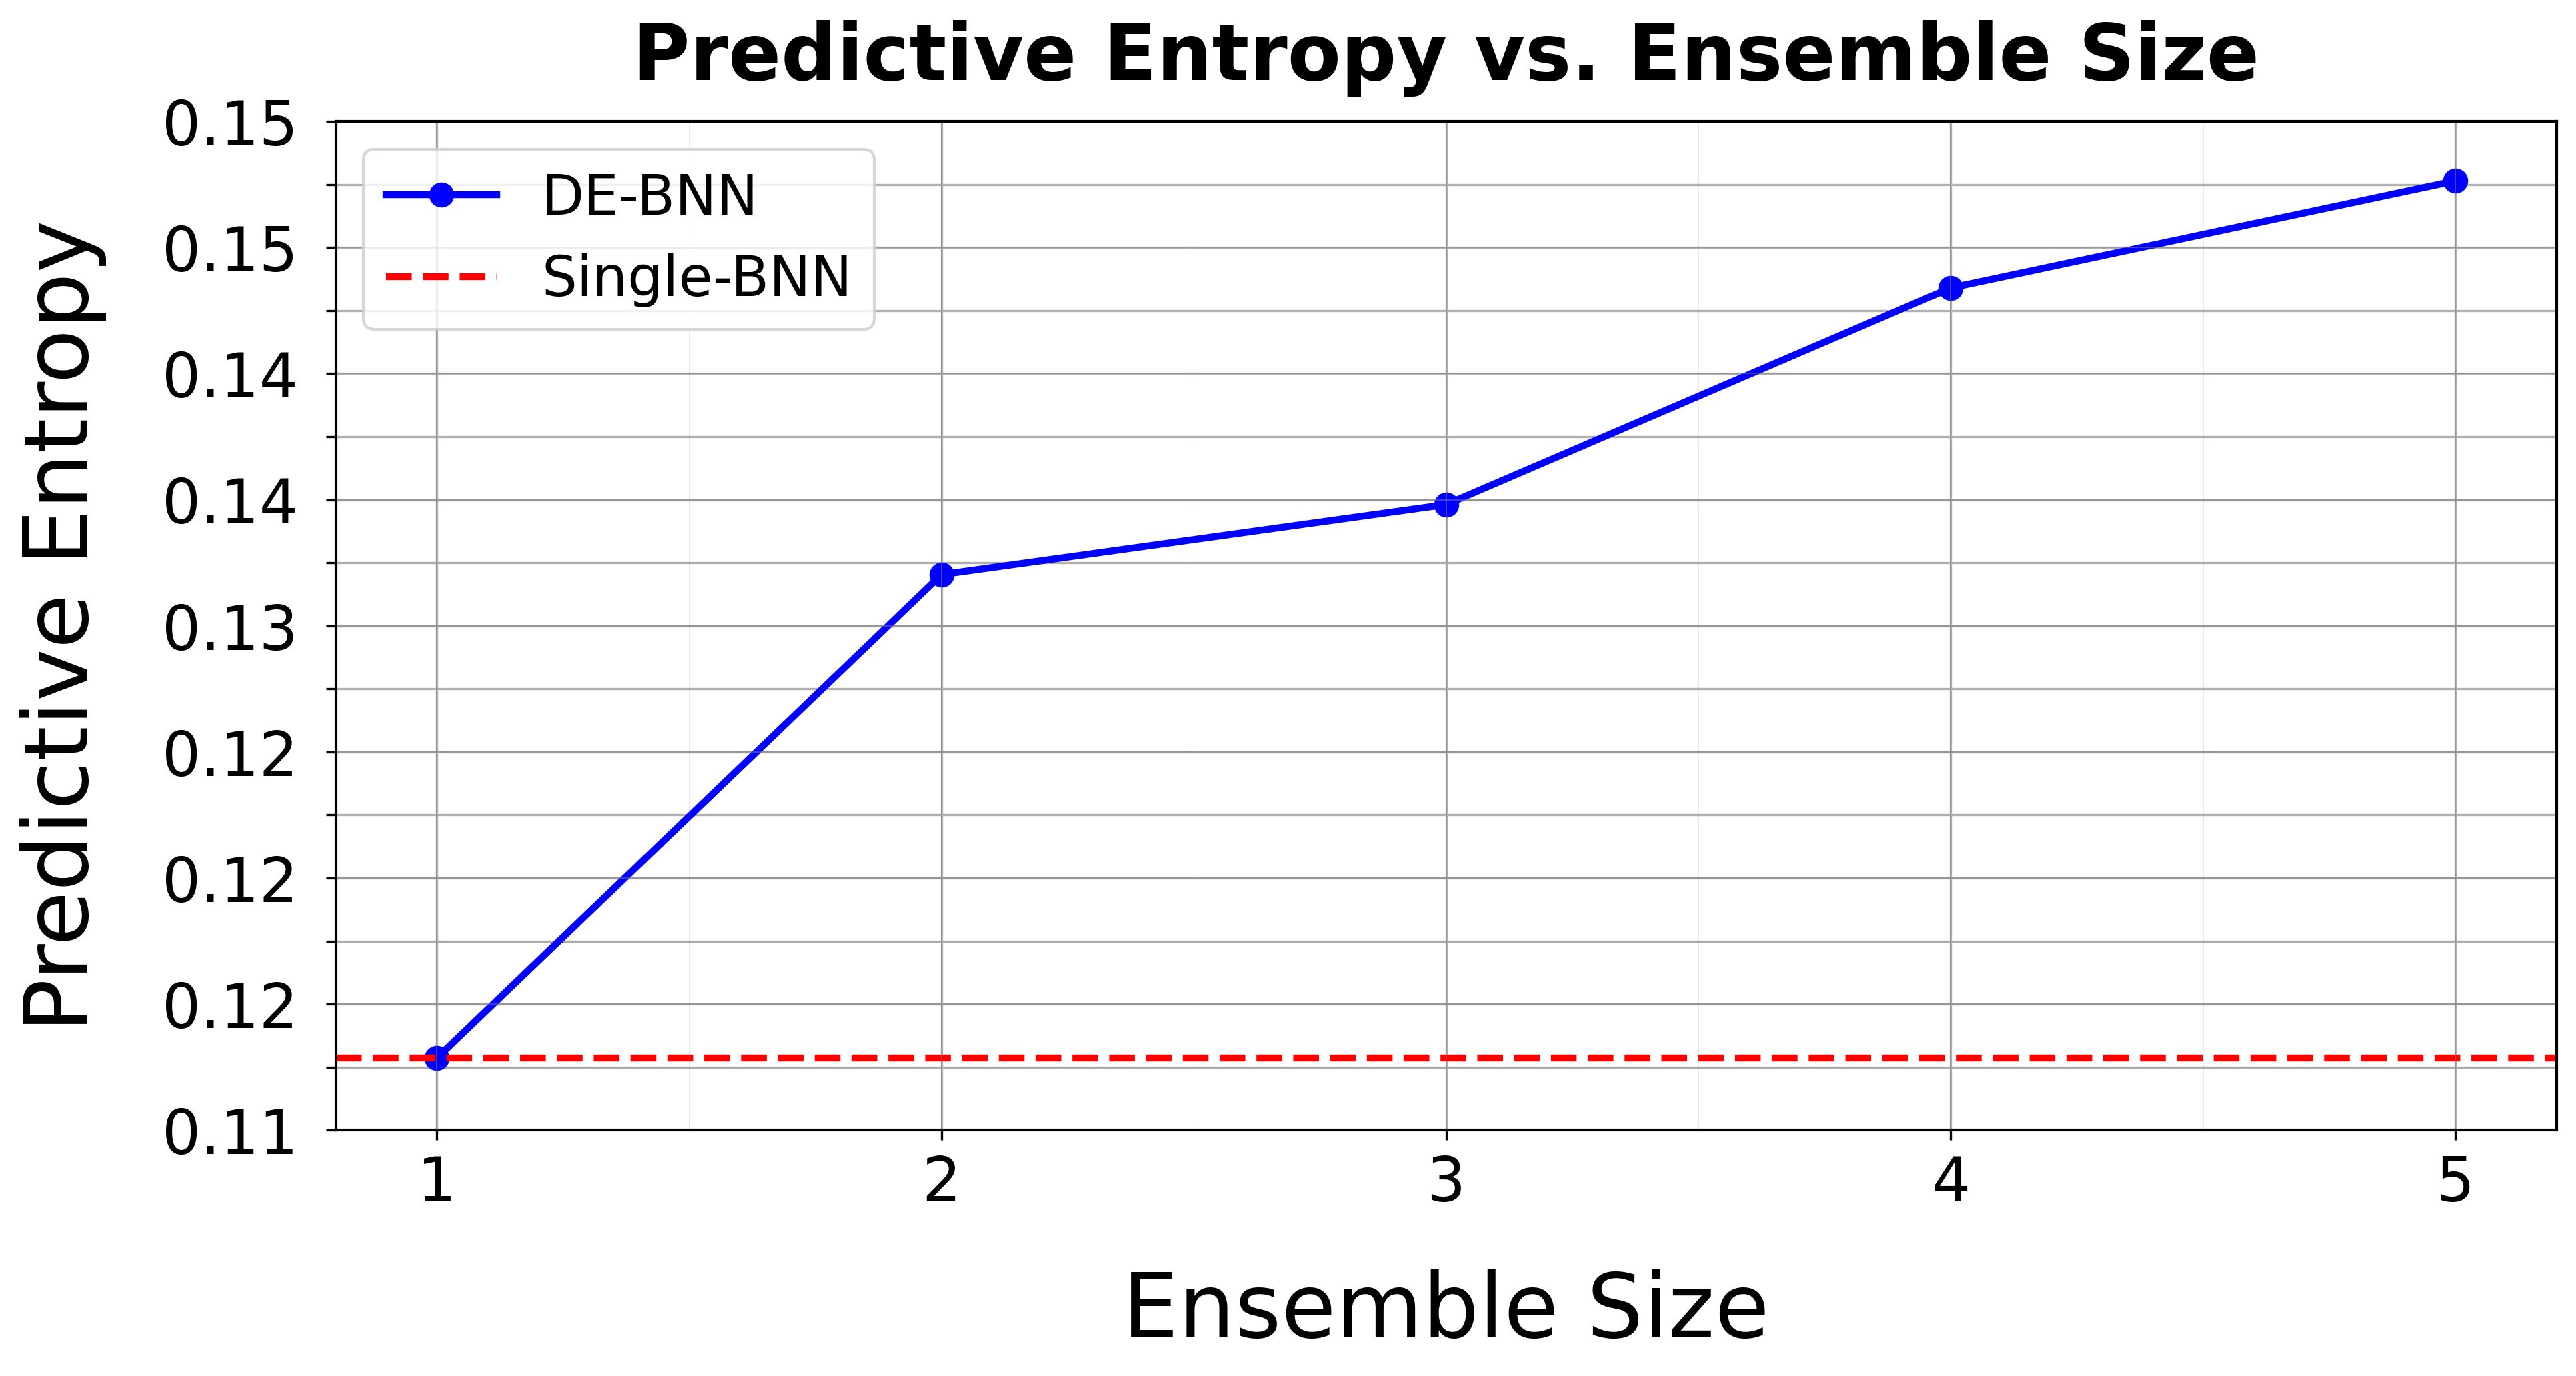 Predictive Entropy vs. Ensemble Size
0.15
0.15
0.14
0.14
0.13
0.12
0.12
0.12
0.11
Predictive Entropy
DE-BNN
Single-BNN
1 2 3 4 5
Ensemble Size